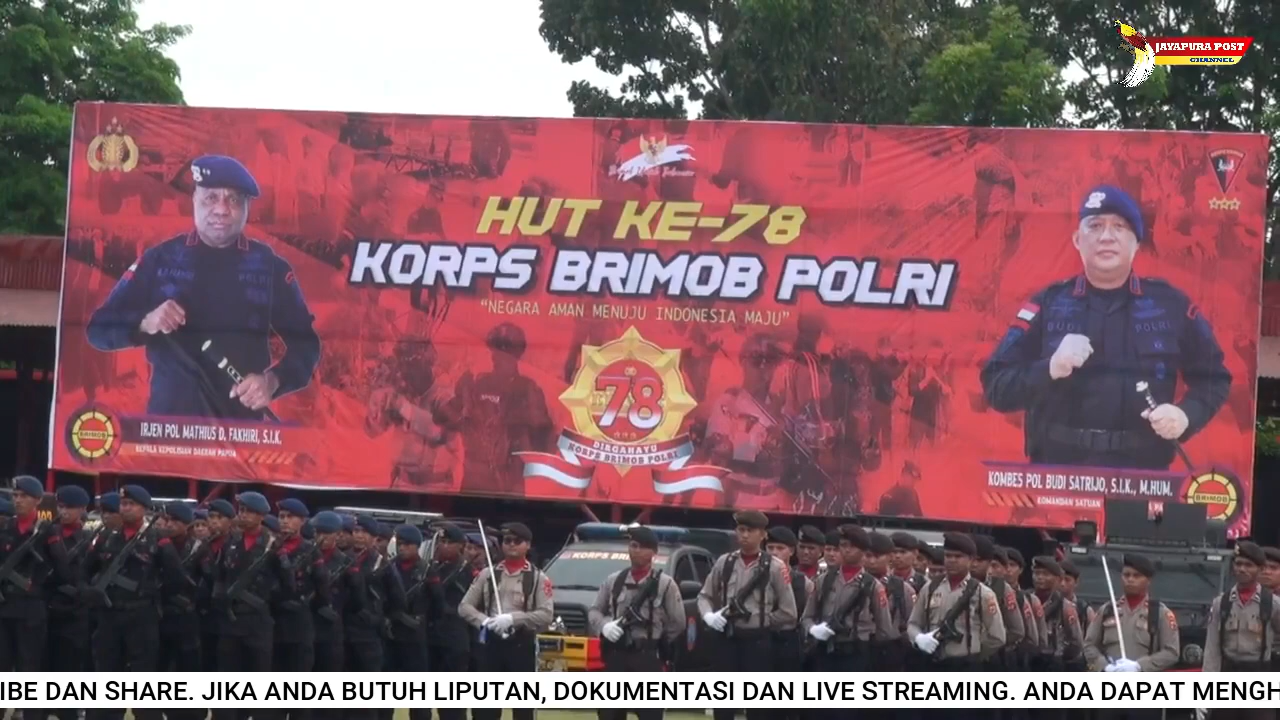 JAYAPURA POST
CHANNEL
HUT KE-78
KORPS BRIMOB POLRI
"NEGARA AMAN MENUJU INDONESIA MAJU"
78
DIRGAHAYU
KORPS BRIMOB POLRI
BRIMOB
IRJEN POL MATHIUS D. FAKHIRI, S.I.K.
KEPALA KEPOLISIAN DAERAH PAPUA
BUDI
POLRI
KOMBES POL BUDI SATRIJO, S.I.K., M.HUM.
KOMANDAN SATUAN
BRIMOB
KORPS BRI
IBE DAN SHARE. JIKA ANDA BUTUH LIPUTAN, DOKUMENTASI DAN LIVE STREAMING. ANDA DAPAT MENGH